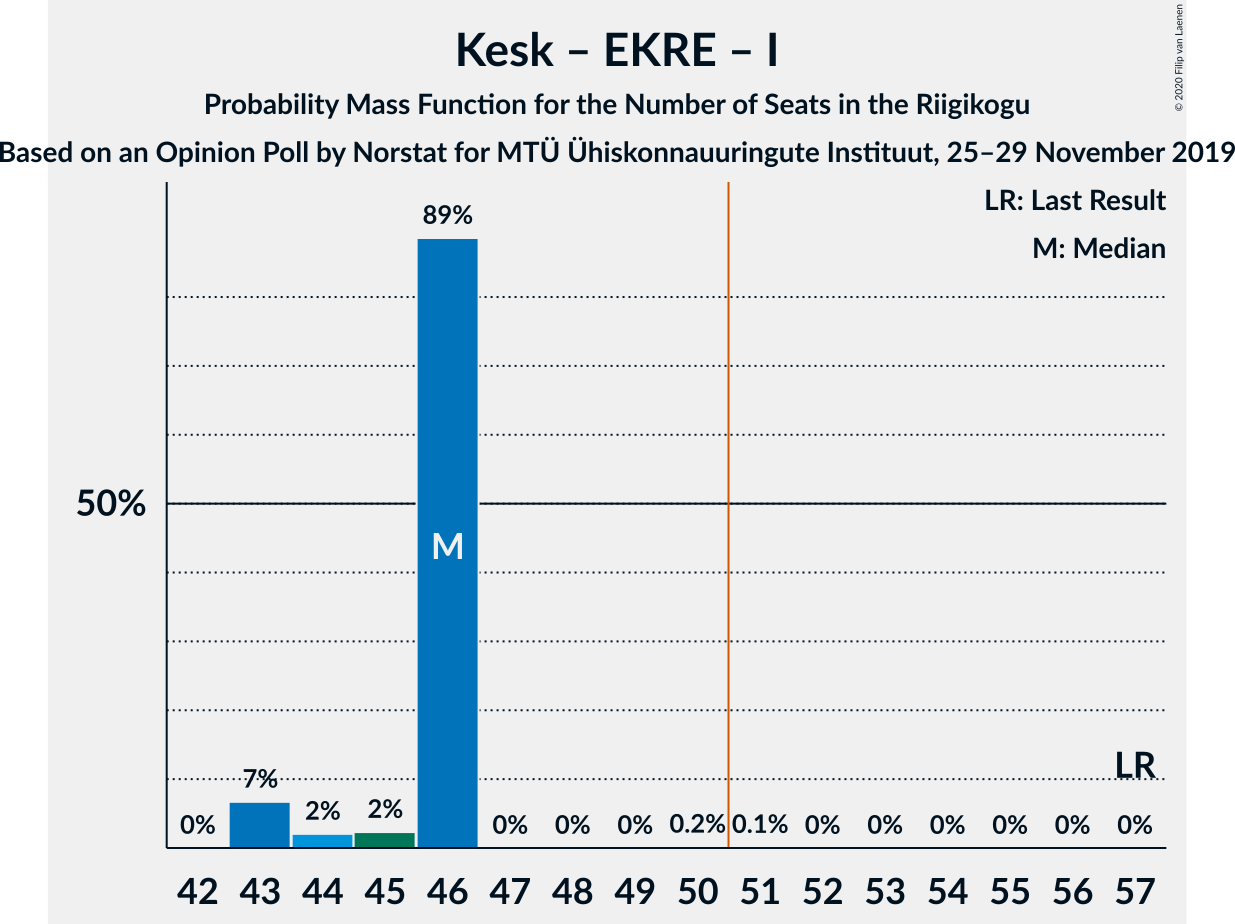 Kesk – EKRE – I
Probability Mass Function for the Number of Seats in the Riigikogu
Based on an Opinion Poll by Norstat for MTÜ Ühiskonnauuringute Instituut, 25–29 November 2019
© 2020 Filip van Laenen
LR: Last Result
M: Median
89%
50%
M
LR
7%
2%
2%
0%
0%
0%
0%
0.2%
0.1%
0%
0%
0%
0%
0%
0%
42 43 44 45 46 47 48 49 50 51 52 53 54 55 56 57